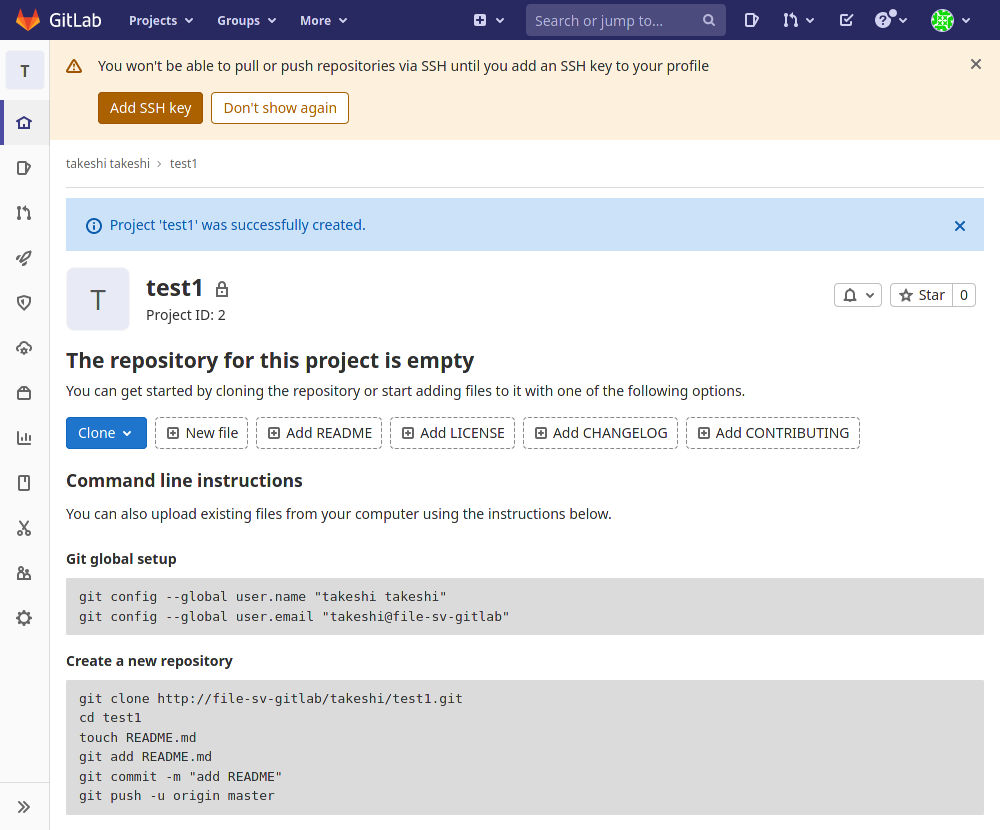 GitLab Projects Groups More Search or jump to...
T
You won't be able to pull or push repositories via SSH until you add an SSH key to your profile
Add SSH key Don't show again
takeshi takeshi › test1
Project 'test1' was successfully created.
T
test1
Project ID: 2
Star 0
The repository for this project is empty
You can get started by cloning the repository or start adding files to it with one of the following options.
Clone New file Add README Add LICENSE Add CHANGELOG Add CONTRIBUTING
Command line instructions
You can also upload existing files from your computer using the instructions below.
Git global setup
git config --global user.name "takeshi takeshi"
git config --global user.email "takeshi@file-sv-gitlab"
Create a new repository
git clone http://file-sv-gitlab/takeshi/test1.git
cd test1
touch README.md
git add README.md
git commit -m "add README"
git push -u origin master